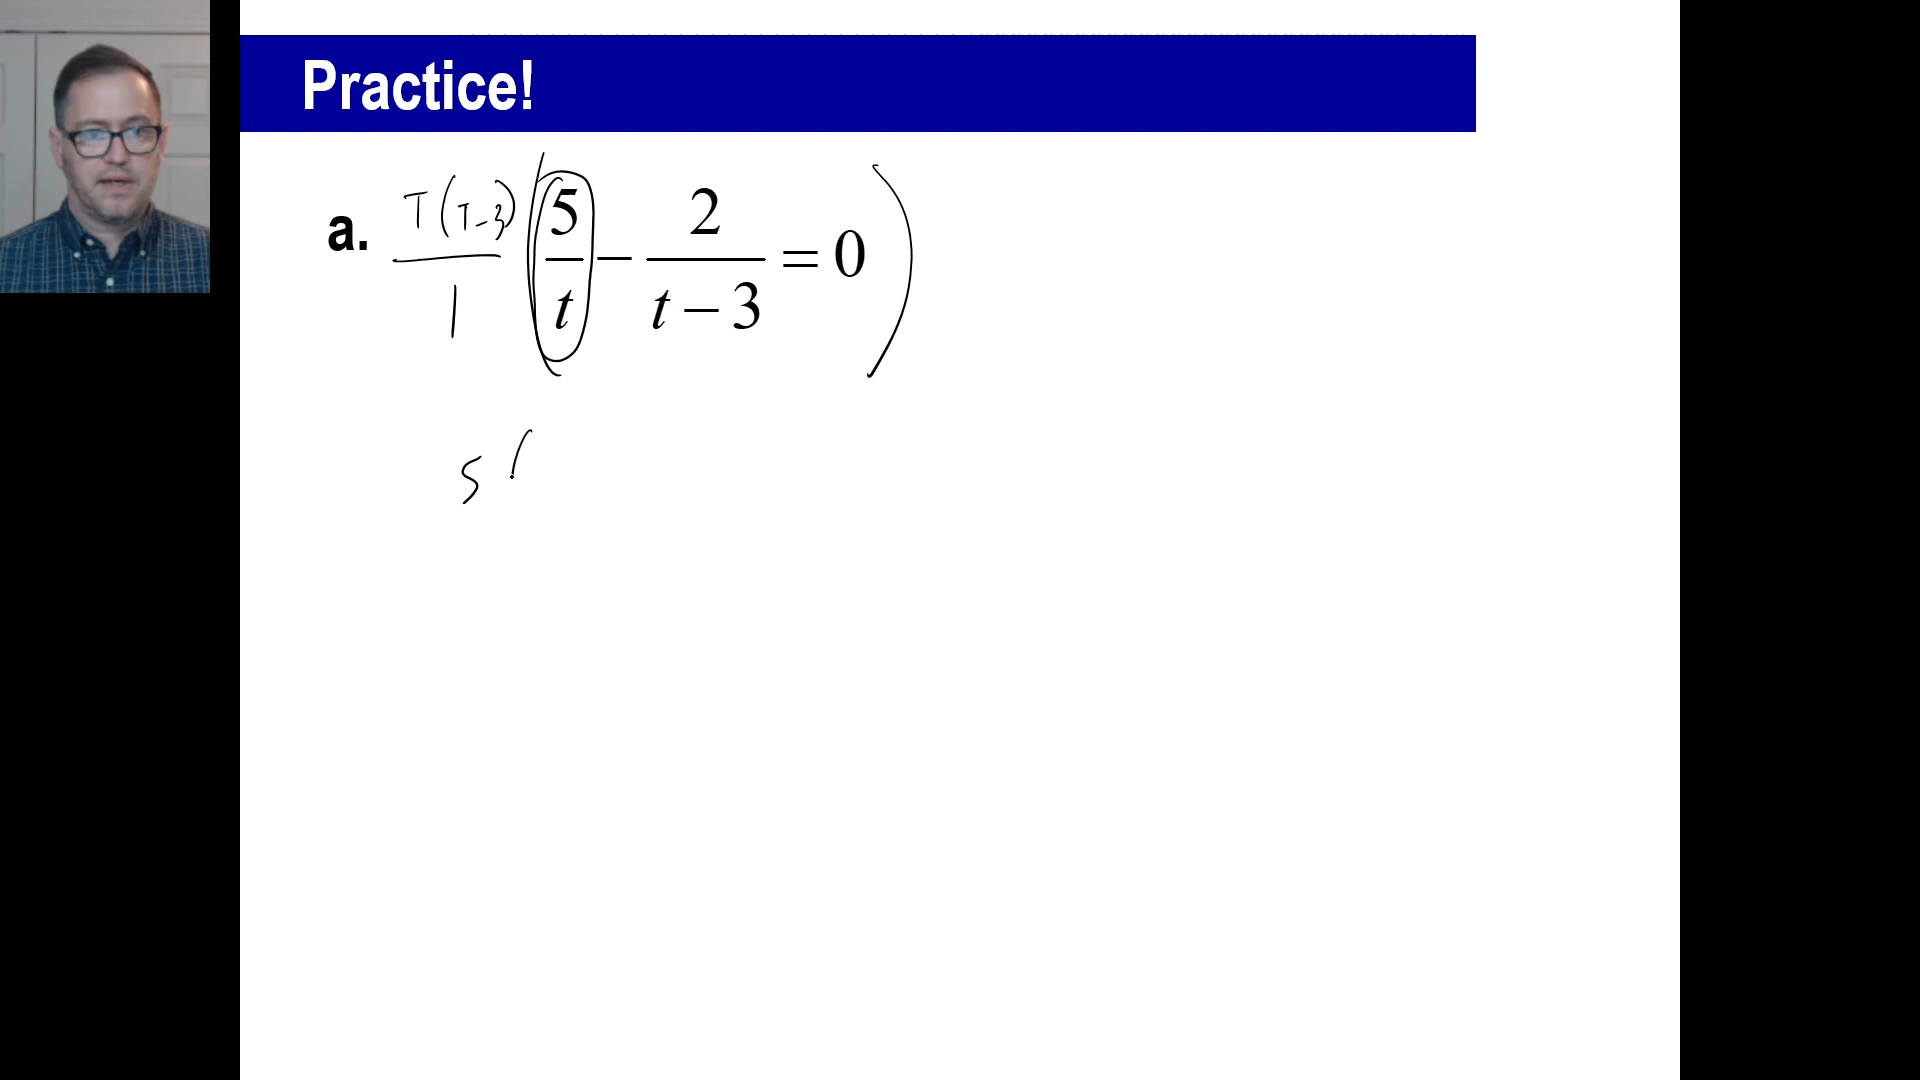 Practice!
a. T(T-3)/1 (5/t − 2/(t − 3) = 0)
5 (